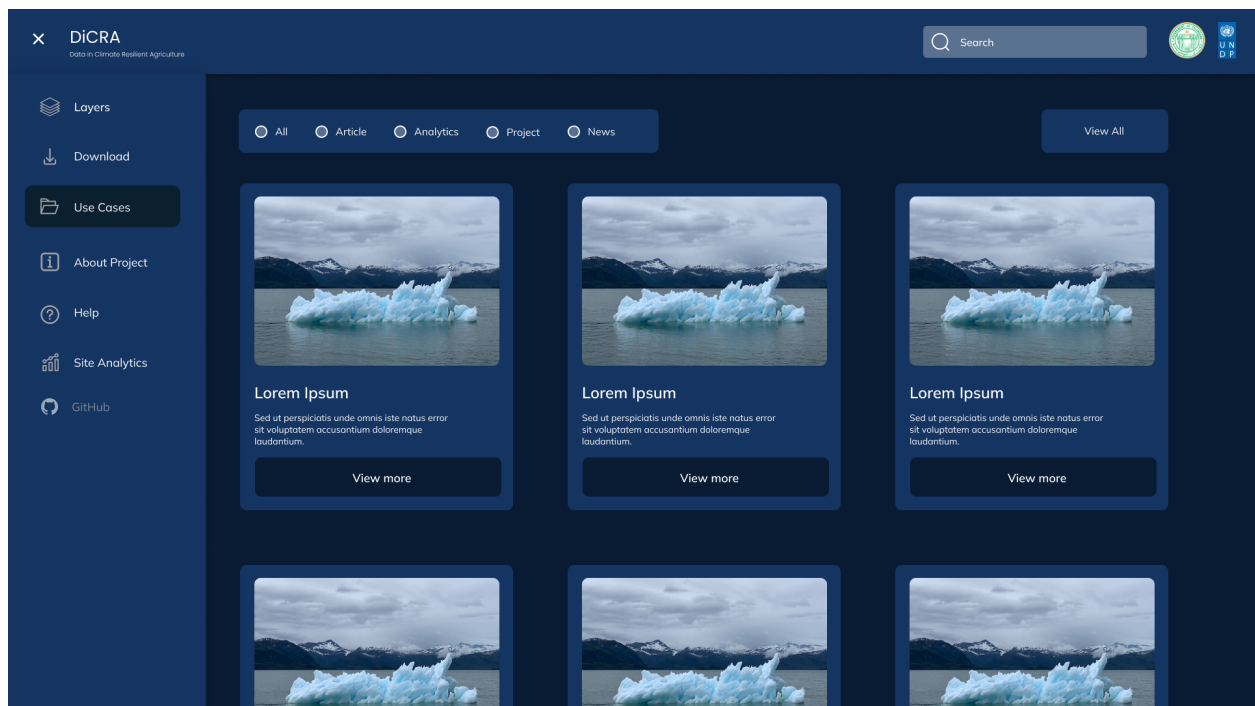 DiCRA
Data in Climate Resilient Agriculture
Search
U N
D P
Layers
Download
Use Cases
About Project
Help
Site Analytics
GitHub
All
Article
Analytics
Project
News
View All
Lorem Ipsum
Sed ut perspiciatis unde omnis iste natus error
sit voluptatem accusantium doloremque
laudantium.
View more
Lorem Ipsum
Sed ut perspiciatis unde omnis iste natus error
sit voluptatem accusantium doloremque
laudantium.
View more
Lorem Ipsum
Sed ut perspiciatis unde omnis iste natus error
sit voluptatem accusantium doloremque
laudantium.
View more